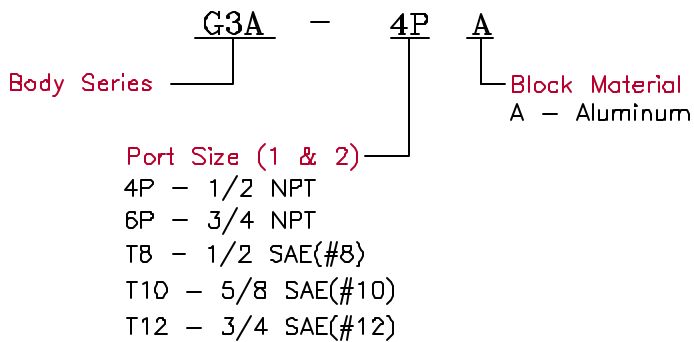 G3A - 4P A
Body Series
Block Material
A - Aluminum
Port Size (1 & 2)
4P - 1/2 NPT
6P - 3/4 NPT
T8 - 1/2 SAE(#8)
T10 - 5/8 SAE(#10)
T12 - 3/4 SAE(#12)